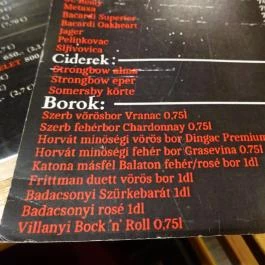 Metaxa
Bacardi Superior
Bacardi Oakheart
Jager
Pelinkovac
Sljivovica
Ciderek:
Strongbow alma
Strongbow eper
Somersby körte
Borok:
Szerb vörösbor Vranac 0,75l
Szerb fehérbor Chardonnay 0,75l
Horvát minőségi vörös bor Dingac Premium
Horvát minőségi fehér bor Grasevina 0.75l
Katona másfél Balaton fehér/rosé bor 1dl
Frittman duett vörös bor 1dl
Badacsonyi Szürkebarát 1dl
Badacsonyi rosé 1dl
Villanyi Bock 'n' Roll 0,75l